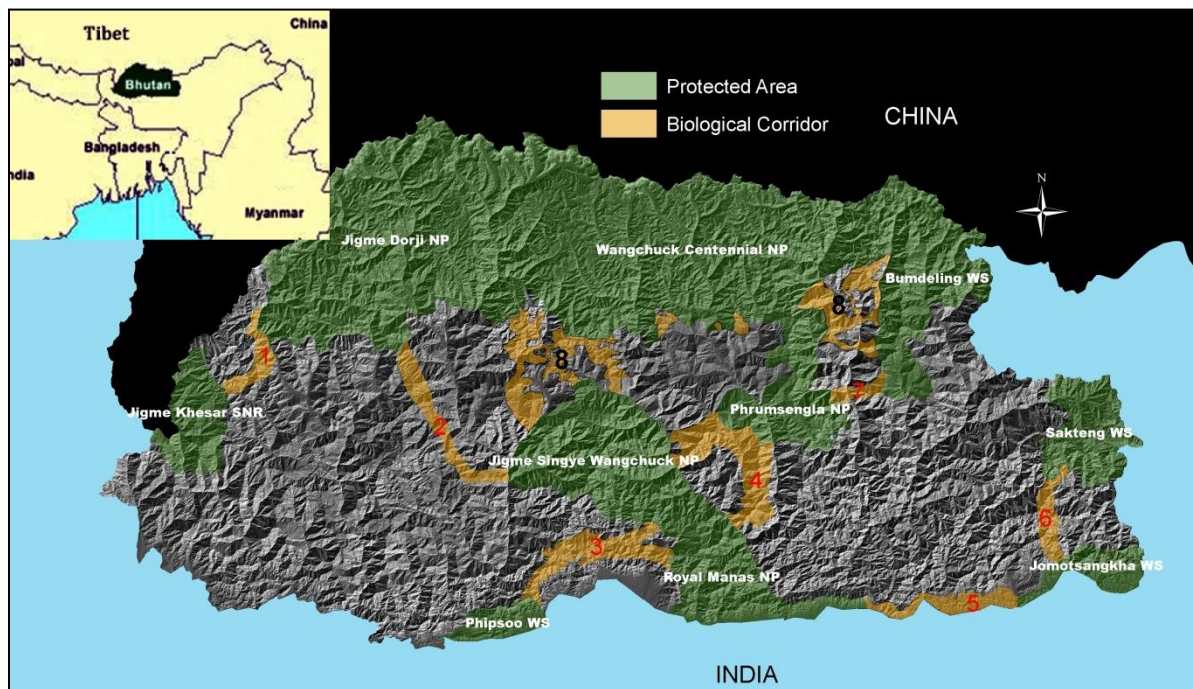 Tibet
China
pal
Bhutan
Bangladesh
ndia
Myanmar
Protected Area
Biological Corridor
CHINA
N
Jigme Dorji NP
Wangchuck Centennial NP
Bumdeling WS
8
1
8
7
Jigme Khesar SNR
Phrumsengla NP
2
Sakteng WS
Jigme Singye Wangchuck NP
4
6
3
Royal Manas NP
Jomotsangkha WS
5
Phipsoo WS
INDIA